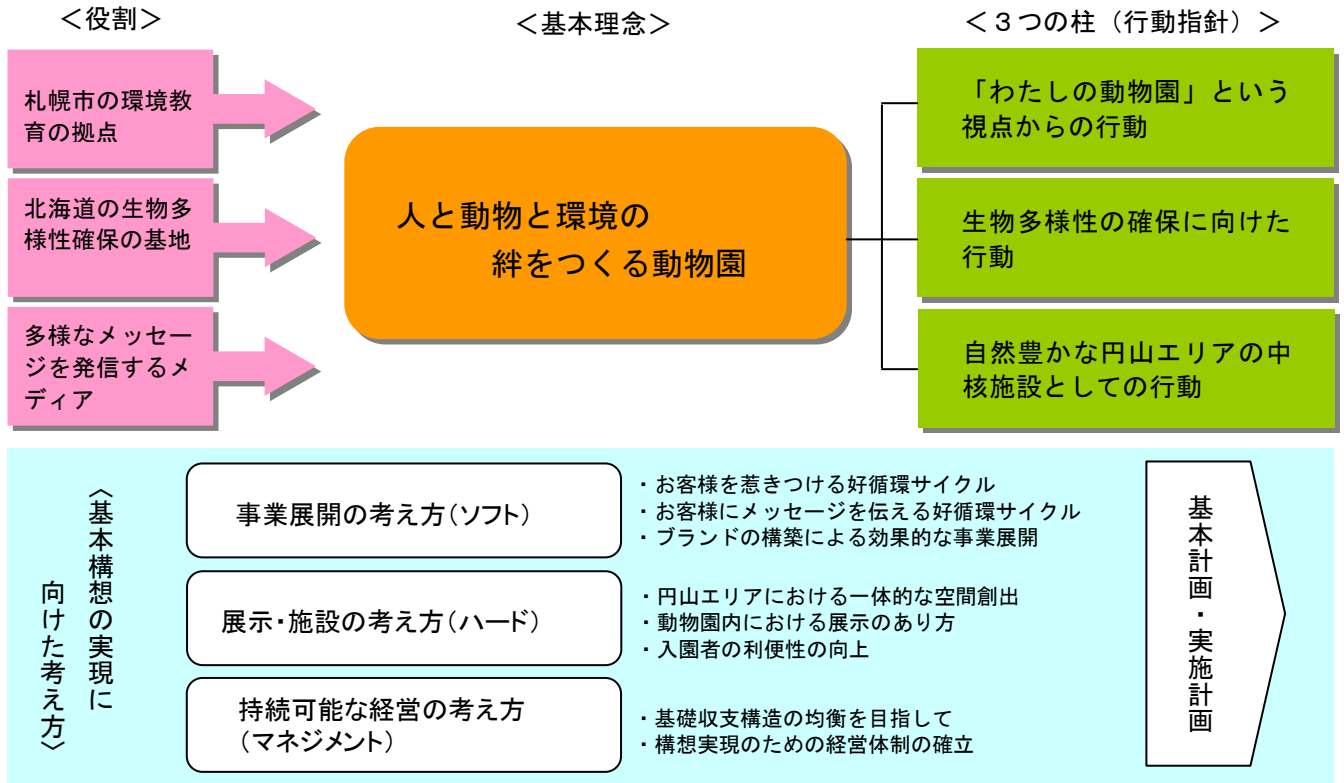 ＜役割＞
＜基本理念＞
＜３つの柱（行動指針）＞
札幌市の環境教
育の拠点
北海道の生物多
様性確保の基地
多様なメッセー
ジを発信するメ
ディア
人と動物と環境の
絆をつくる動物園
「わたしの動物園」という
視点からの行動
生物多様性の確保に向けた
行動
自然豊かな円山エリアの中
核施設としての行動
〈基本構想の実現に
向けた考え方〉
事業展開の考え方（ソフト）
・お客様を惹きつける好循環サイクル
・お客様にメッセージを伝える好循環サイクル
・ブランドの構築による効果的な事業展開
展示・施設の考え方（ハード）
・円山エリアにおける一体的な空間創出
・動物園内における展示のあり方
・入園者の利便性の向上
持続可能な経営の考え方
（マネジメント）
・基礎収支構造の均衡を目指して
・構想実現のための経営体制の確立
基本計画・実施計画